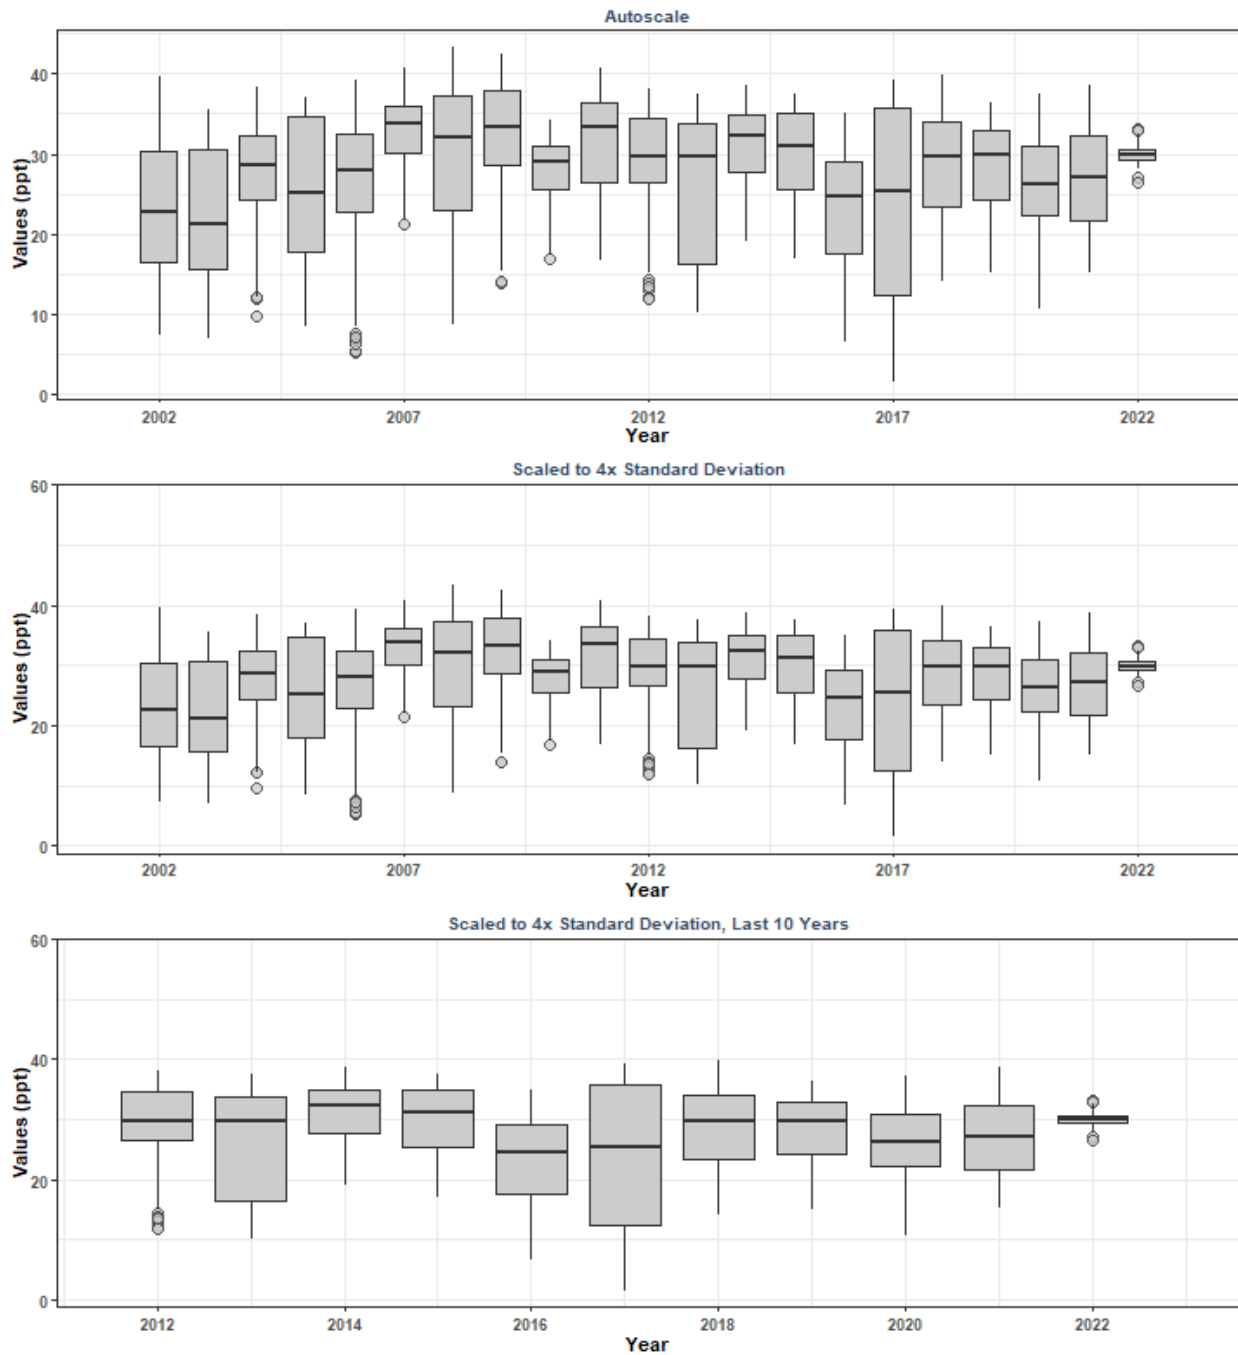 Autoscale
Values (ppt)
40
30
20
10
0
2002 2007 2012 2017 2022
Year
Scaled to 4x Standard Deviation
Values (ppt)
60
40
20
0
2002 2007 2012 2017 2022
Year
Scaled to 4x Standard Deviation, Last 10 Years
Values (ppt)
60
40
20
0
2012 2014 2016 2018 2020 2022
Year